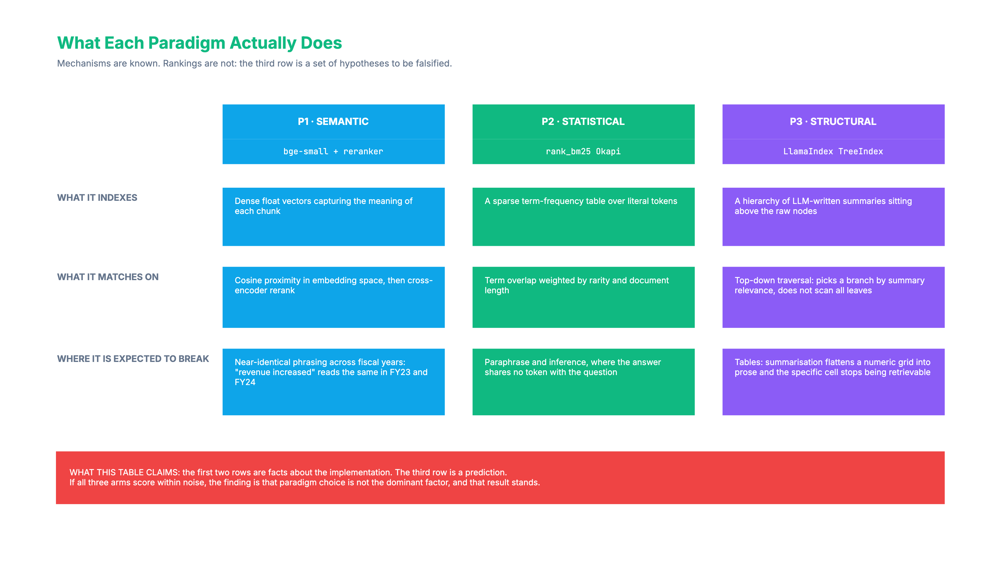 What Each Paradigm Actually Does
Mechanisms are known. Rankings are not: the third row is a set of hypotheses to be falsified.
P1 · SEMANTIC
bge-small + reranker
P2 · STATISTICAL
rank_bm25 Okapi
P3 · STRUCTURAL
LlamaIndex TreeIndex
WHAT IT INDEXES
Dense float vectors capturing the meaning of
each chunk
A sparse term-frequency table over literal tokens
A hierarchy of LLM-written summaries sitting
above the raw nodes
WHAT IT MATCHES ON
Cosine proximity in embedding space, then cross-
encoder rerank
Term overlap weighted by rarity and document
length
Top-down traversal: picks a branch by summary
relevance, does not scan all leaves
WHERE IT IS EXPECTED TO BREAK
Near-identical phrasing across fiscal years:
"revenue increased" reads the same in FY23 and
FY24
Paraphrase and inference, where the answer
shares no token with the question
Tables: summarisation flattens a numeric grid into
prose and the specific cell stops being retrievable
WHAT THIS TABLE CLAIMS: the first two rows are facts about the implementation. The third row is a prediction.
If all three arms score within noise, the finding is that paradigm choice is not the dominant factor, and that result stands.